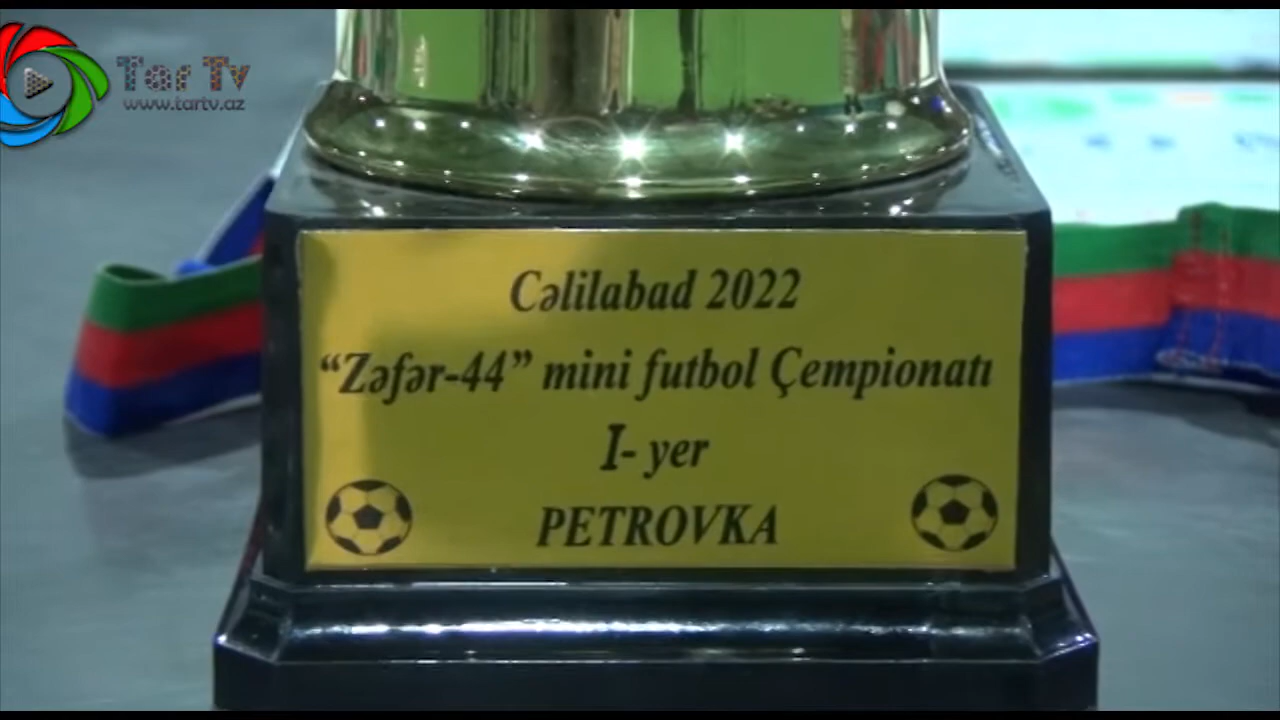 Tar Tv
www.tartv.az
Cəlilabad 2022
“Zəfər-44” mini futbol Çempionatı
I- yer
PETROVKA